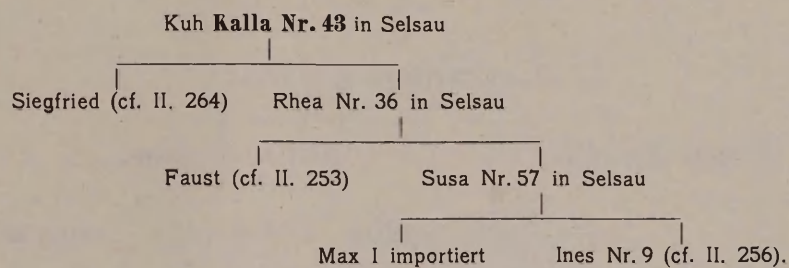 Kuh Kalla Nr. 43 in Selsau
Siegfried (cf. II. 264) Rhea Nr. 36 in Selsau
Faust (cf. II. 253) Susa Nr. 57 in Selsau
Max I importiert Ines Nr. 9 (cf. II. 256).